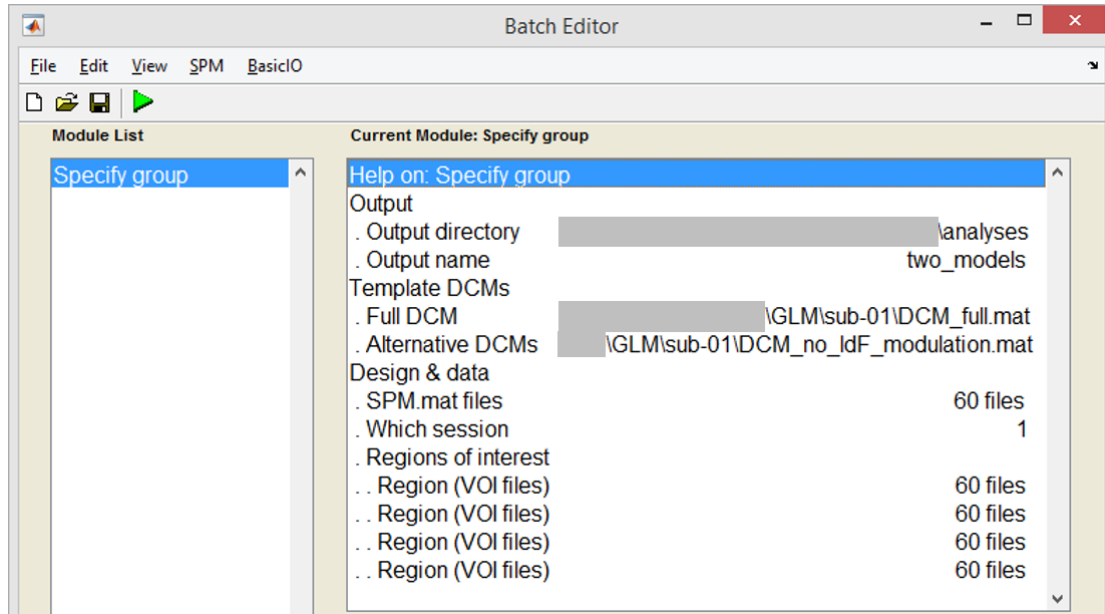 Batch Editor
File Edit View SPM BasicIO
Module List
Current Module: Specify group
Specify group
Help on: Specify group
Output
. Output directory \analyses
. Output name two_models
Template DCMs
. Full DCM \GLM\sub-01\DCM_full.mat
. Alternative DCMs \GLM\sub-01\DCM_no_ldF_modulation.mat
Design & data
. SPM.mat files 60 files
. Which session 1
. Regions of interest
. . Region (VOI files) 60 files
. . Region (VOI files) 60 files
. . Region (VOI files) 60 files
. . Region (VOI files) 60 files